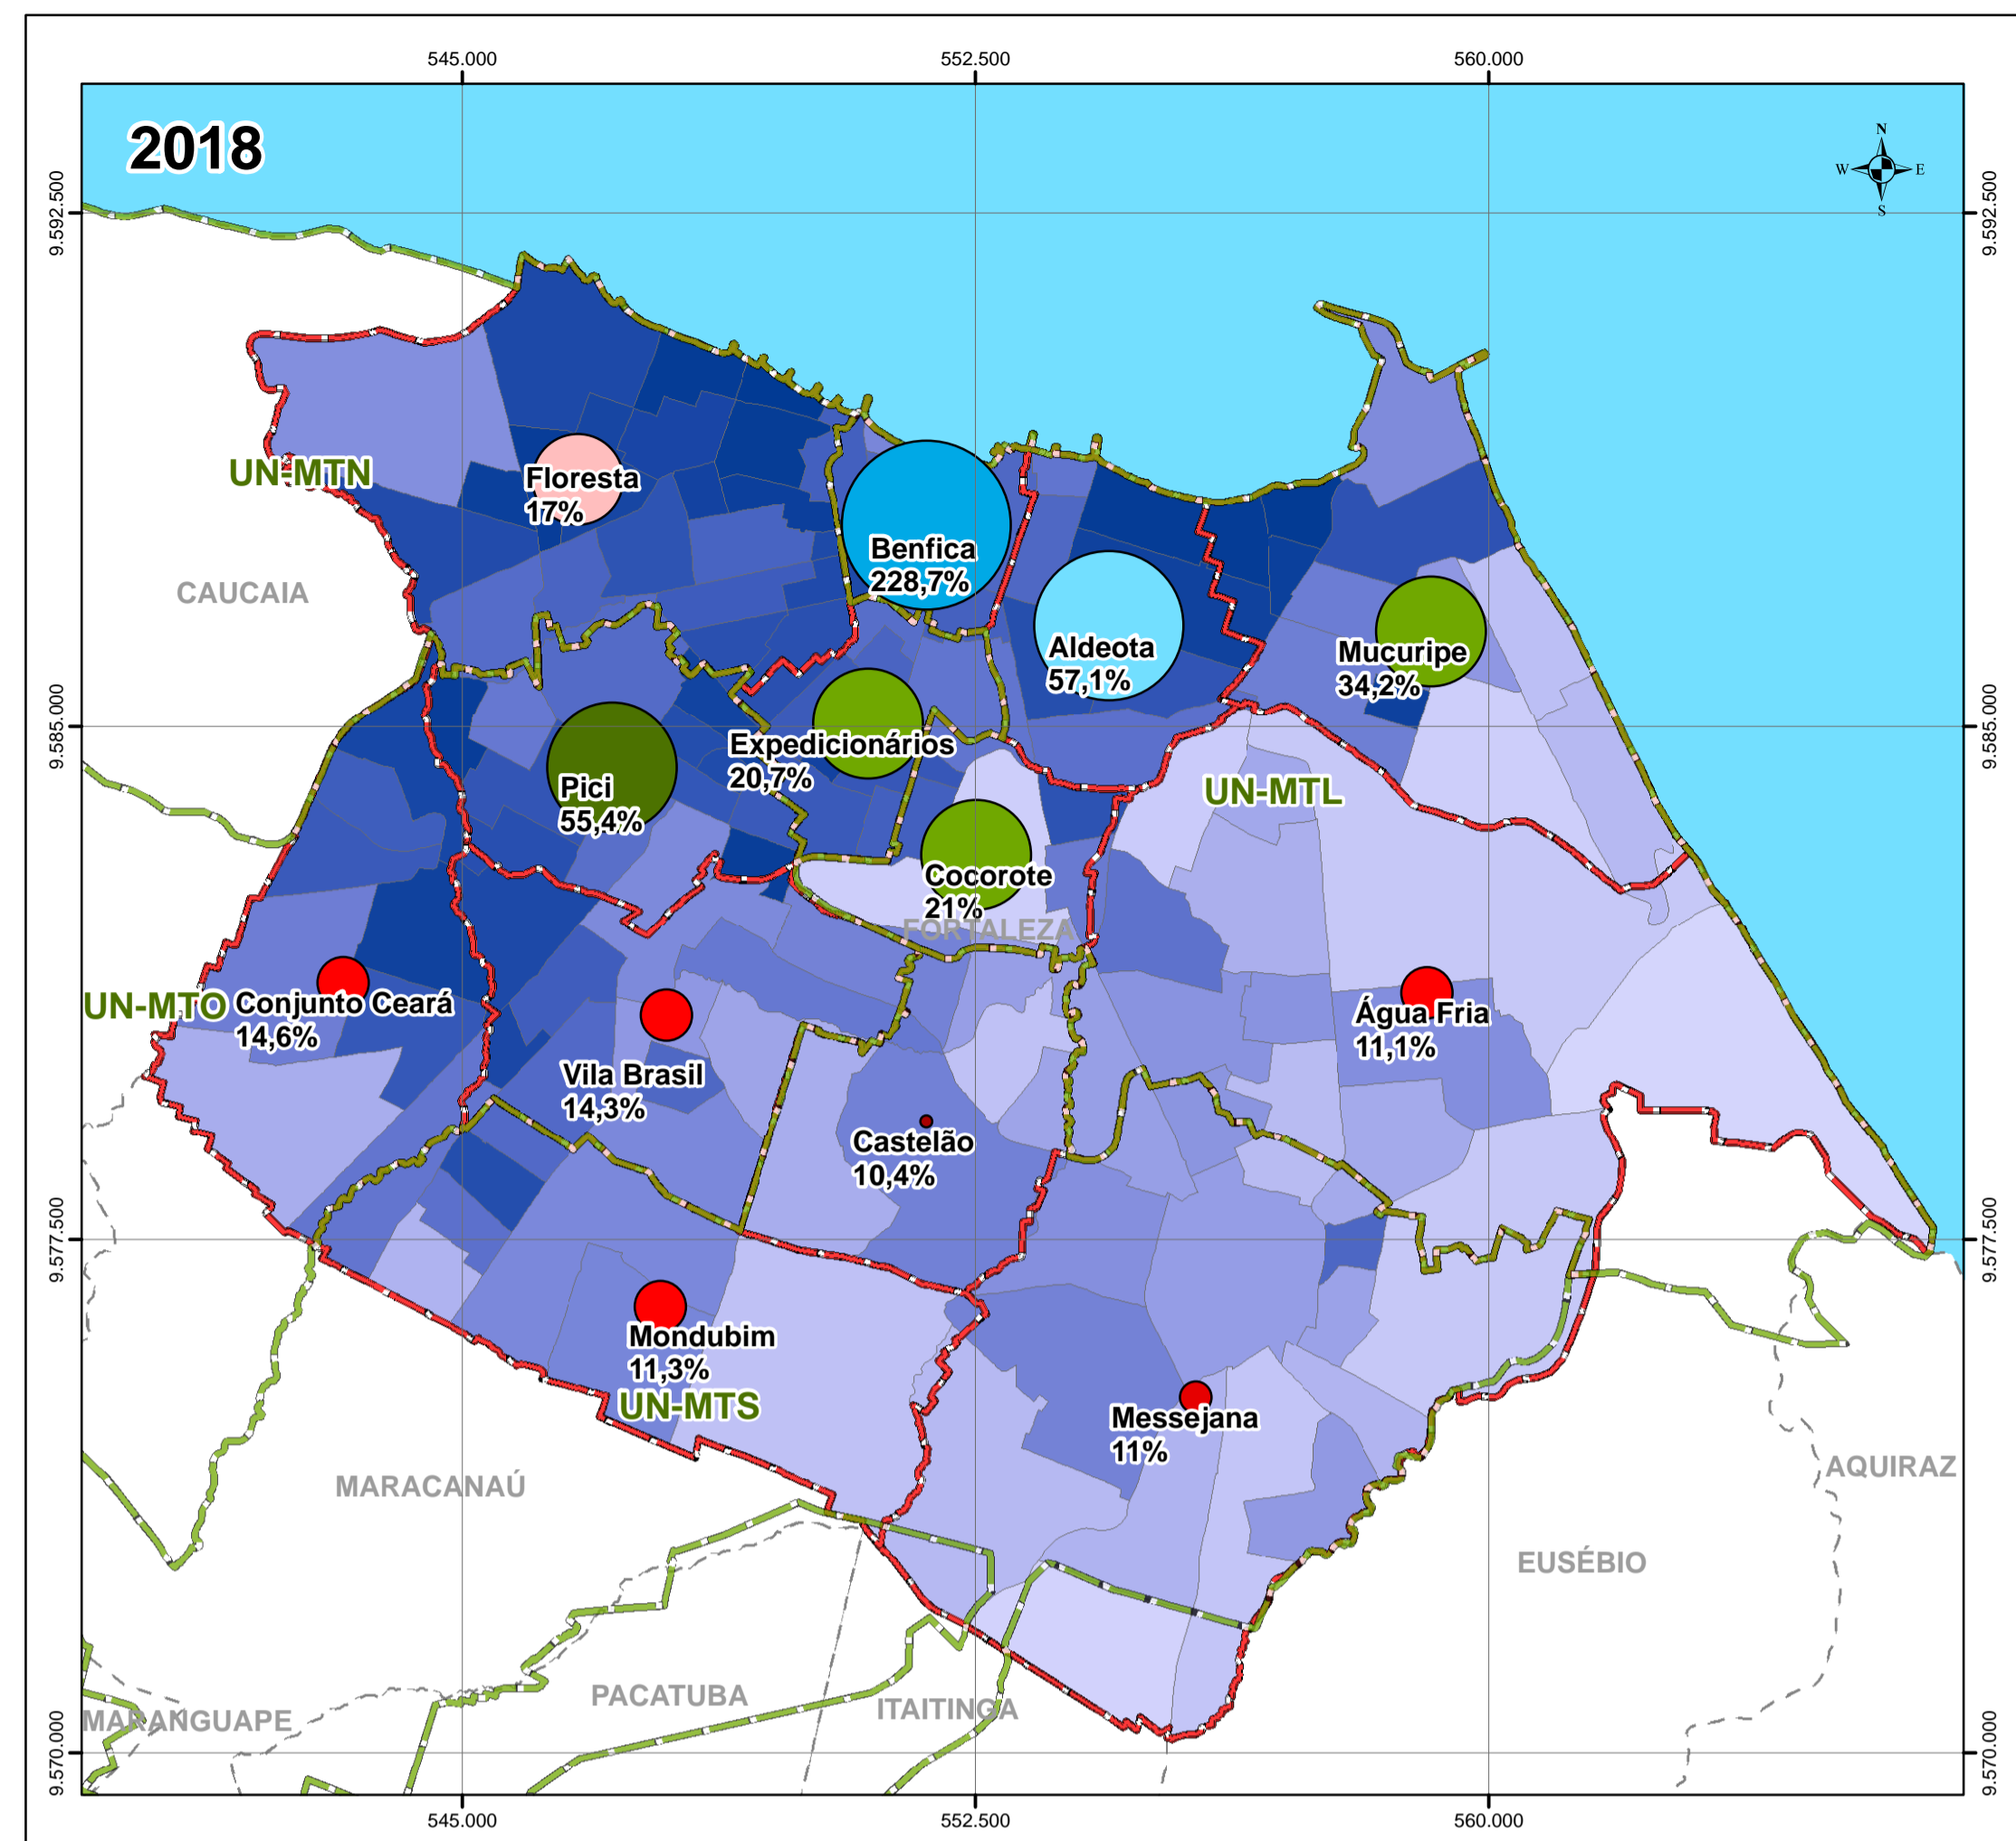 545.000
552.500
560.000
2018
N
W
E
S
9.592.500
9.592.500
UN-MTN
Floresta
17%
Benfica
228,7%
CAUCAIA
Aldeota
57,1%
Mucuripe
34,2%
9.585.000
9.585.000
Expedicionários
20,7%
Pici
55,4%
UN-MTL
Cocorote
21%
FORTALEZA
UN-MTO
Conjunto Ceará
14,6%
Água Fria
11,1%
Vila Brasil
14,3%
Castelão
10,4%
9.577.500
9.577.500
Mondubim
11,3%
UN-MTS
Messejana
11%
MARACANAÚ
AQUIRAZ
EUSÉBIO
PACATUBA
ITAITINGA
MARANGUAPE
9.570.000
9.570.000
545.000
552.500
560.000